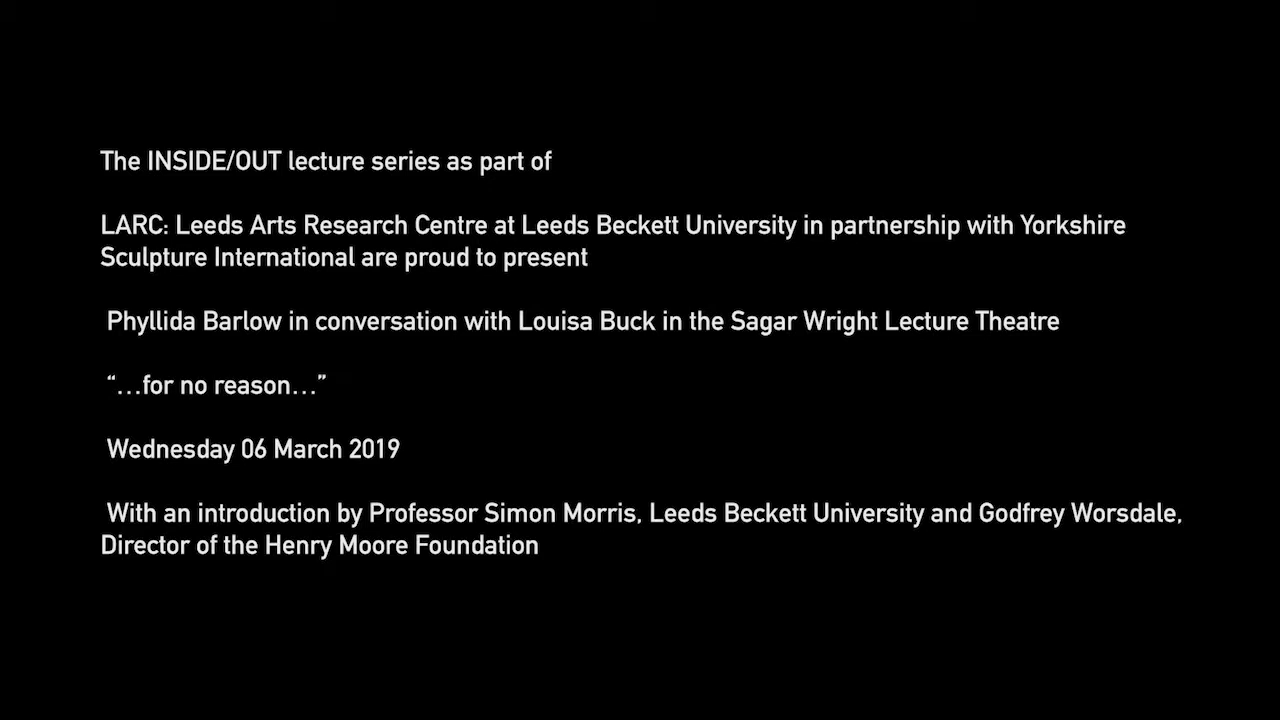 The INSIDE/OUT lecture series as part of
LARC: Leeds Arts Research Centre at Leeds Beckett University in partnership with Yorkshire
Sculpture International are proud to present
Phyllida Barlow in conversation with Louisa Buck in the Sagar Wright Lecture Theatre
“...for no reason...”
Wednesday 06 March 2019
With an introduction by Professor Simon Morris, Leeds Beckett University and Godfrey Worsdale,
Director of the Henry Moore Foundation